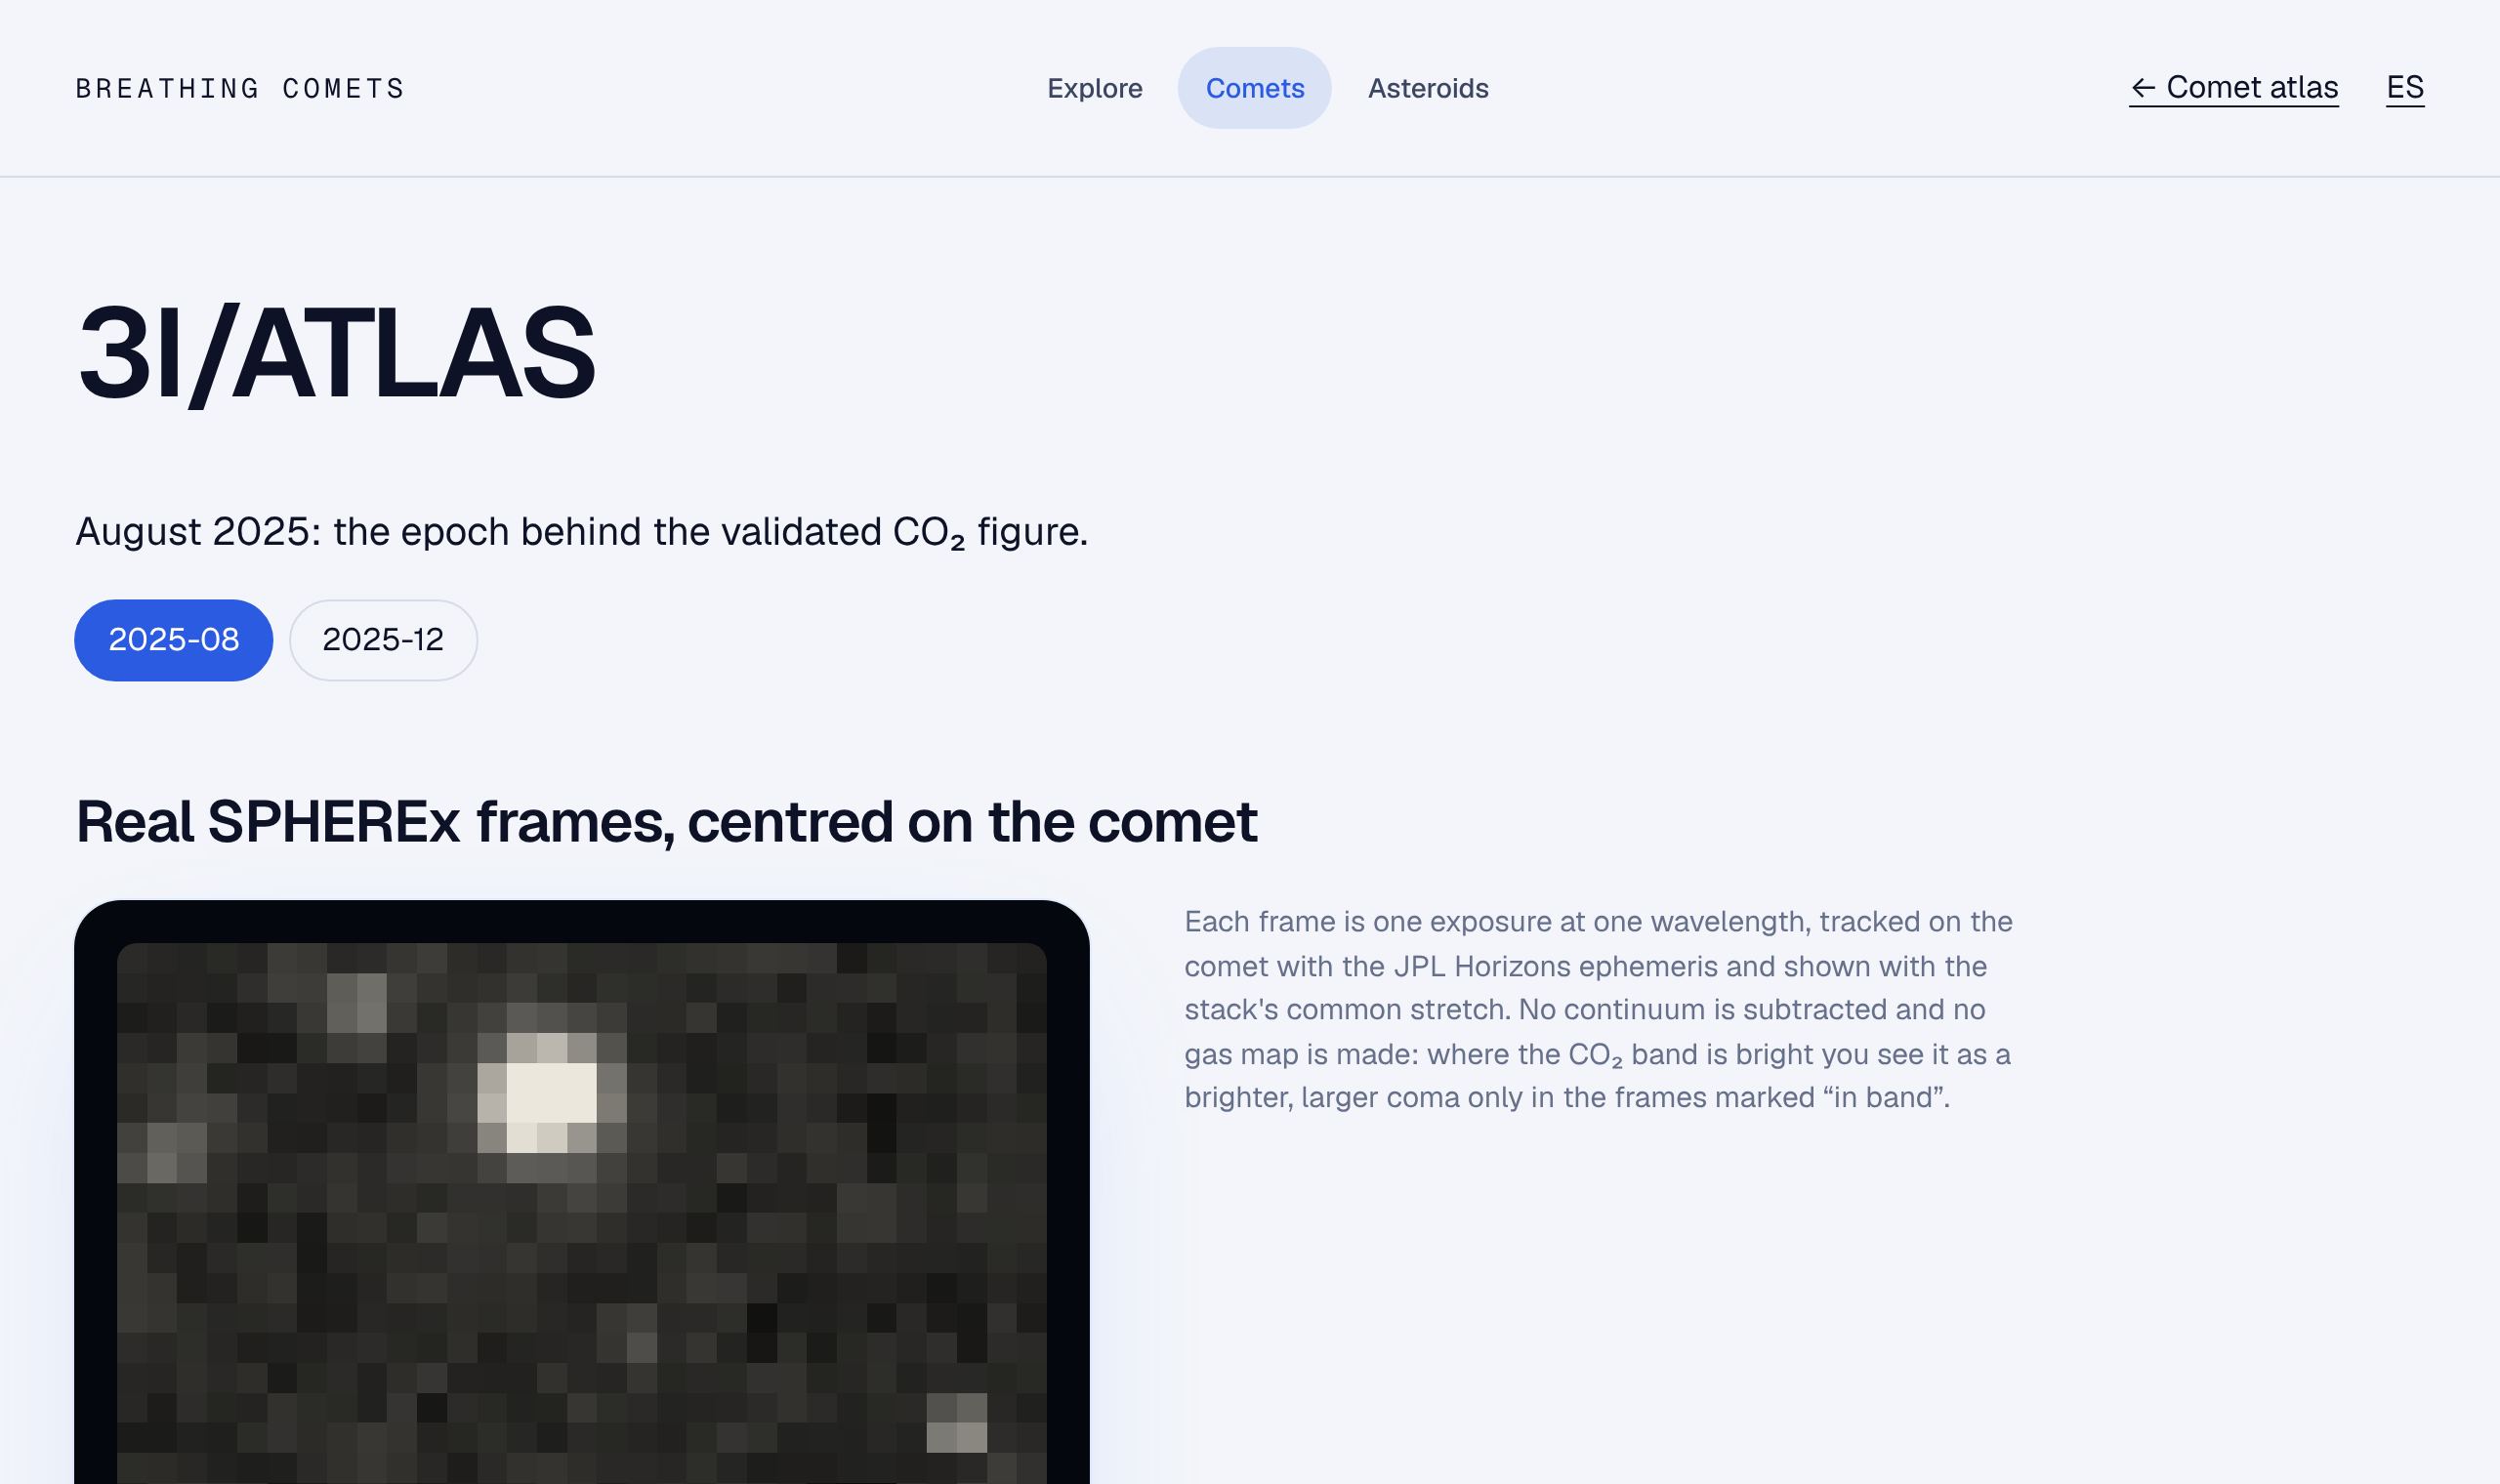 BREATHING COMETS
Explore
Comets
Asteroids
← Comet atlas
ES
3I/ATLAS
August 2025: the epoch behind the validated CO₂ figure.
2025-08
2025-12
Real SPHEREx frames, centred on the comet
Each frame is one exposure at one wavelength, tracked on the
comet with the JPL Horizons ephemeris and shown with the
stack's common stretch. No continuum is subtracted and no
gas map is made: where the CO₂ band is bright you see it as a
brighter, larger coma only in the frames marked “in band”.